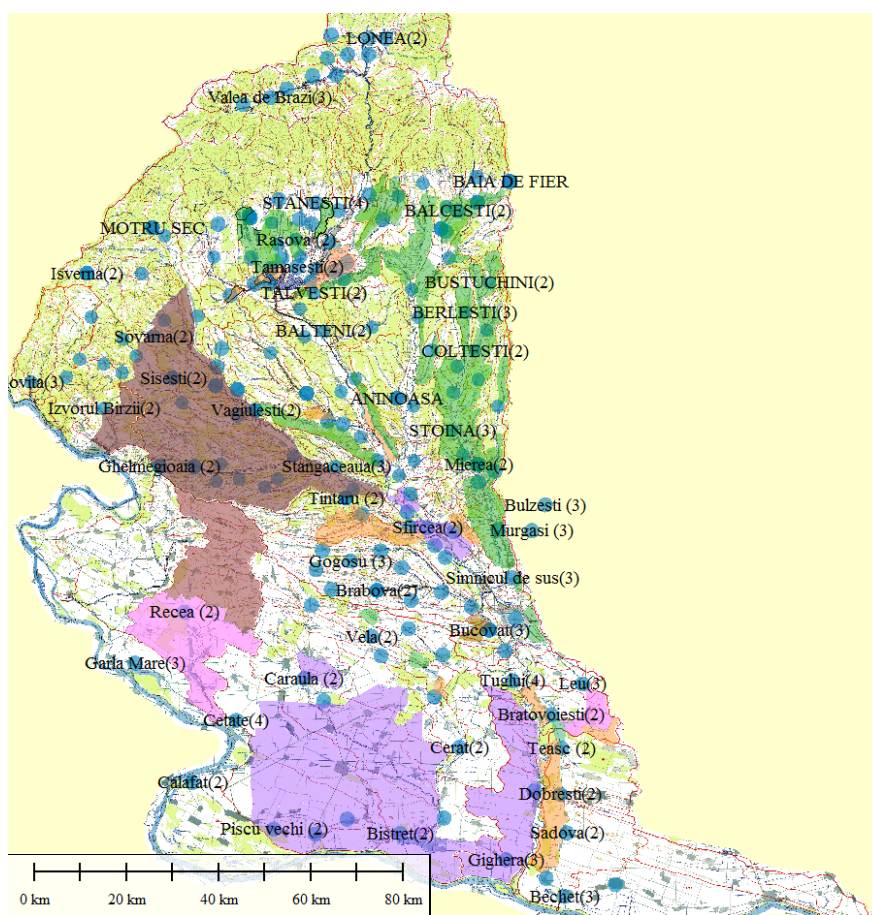 LONEA(2)
Valea de Brazi(3)
BAIA DE FIER
STANESTI(4)
BALCESTI(2)
MOTRU SEC
Rasova (2)
Isverna(2)
Tamasesti(2)
BUSTUCHINI(2)
TALVESTI(2)
BERLESTI(3)
BALTENI(2)
Sovarna(2)
COLTESTI(2)
Sisesti(2)
ovita(3)
ANINOASA
Izvorul Birzii(2)
Vagiulesti(2)
STOINA(3)
Ghelmegioaia (2)
Stangaceaua(3)
Mierea(2)
Tintaru (2)
Bulzesti (3)
Sfircea(2)
Murgasi (3)
Gogosu (3)
Simnicul de sus(3)
Brabova(2)
Recea (2)
Vela(2)
Bucovat(3)
Garla Mare(3)
Caraula (2)
Tuglui(4)
Leu(3)
Cetate(4)
Bratovoiesti(2)
Cerat(2)
Teasc (2)
Calafat(2)
Dobresti(2)
Piscu vechi (2)
Bistret(2)
Sadova(2)
Gighera(3)
Bechet(3)
0 km 20 km 40 km 60 km 80 km